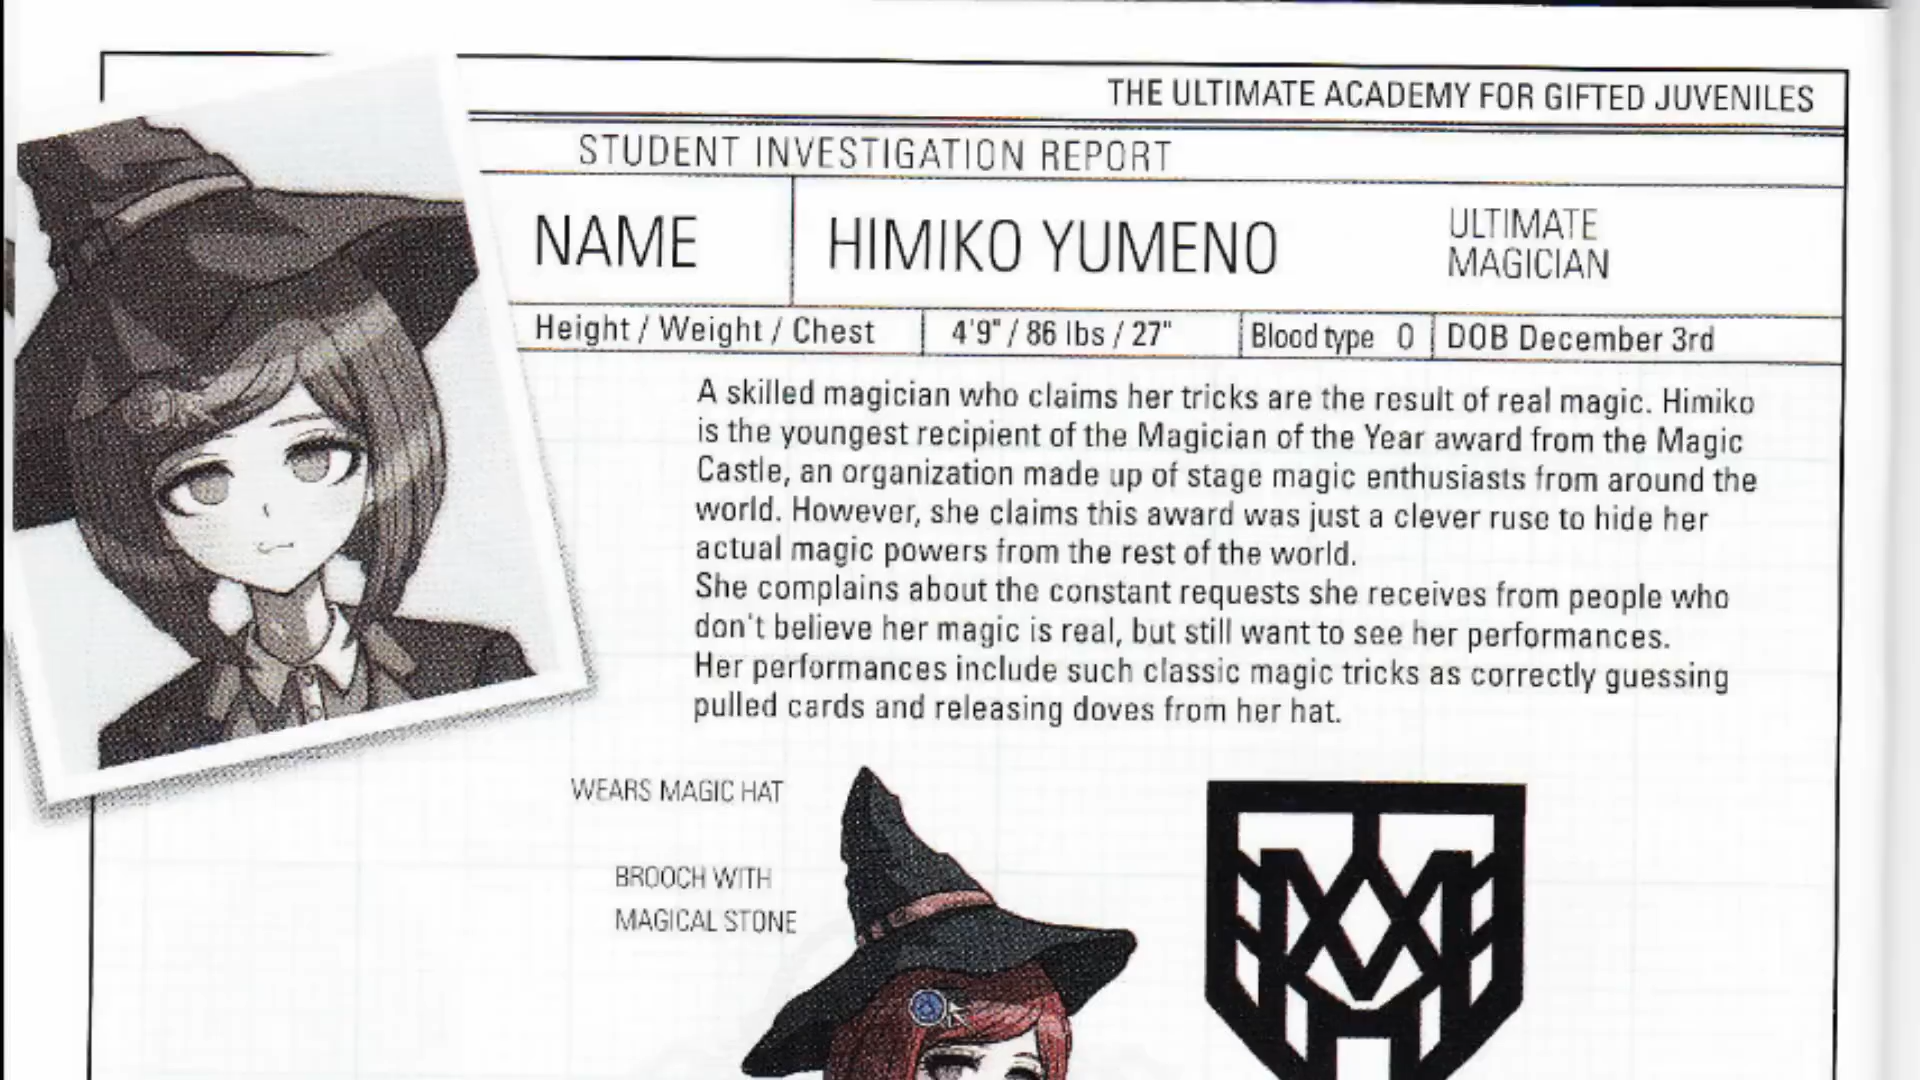 THE ULTIMATE ACADEMY FOR GIFTED JUVENILES
STUDENT INVESTIGATION REPORT
NAME
HIMIKO YUMENO
ULTIMATE
MAGICIAN
Height / Weight / Chest
4'9" / 86 lbs / 27"
Blood type O
DOB December 3rd
A skilled magician who claims her tricks are the result of real magic. Himiko
is the youngest recipient of the Magician of the Year award from the Magic
Castle, an organization made up of stage magic enthusiasts from around the
world. However, she claims this award was just a clever ruse to hide her
actual magic powers from the rest of the world.
She complains about the constant requests she receives from people who
don't believe her magic is real, but still want to see her performances.
Her performances include such classic magic tricks as correctly guessing
pulled cards and releasing doves from her hat.
WEARS MAGIC HAT
BROOCH WITH
MAGICAL STONE